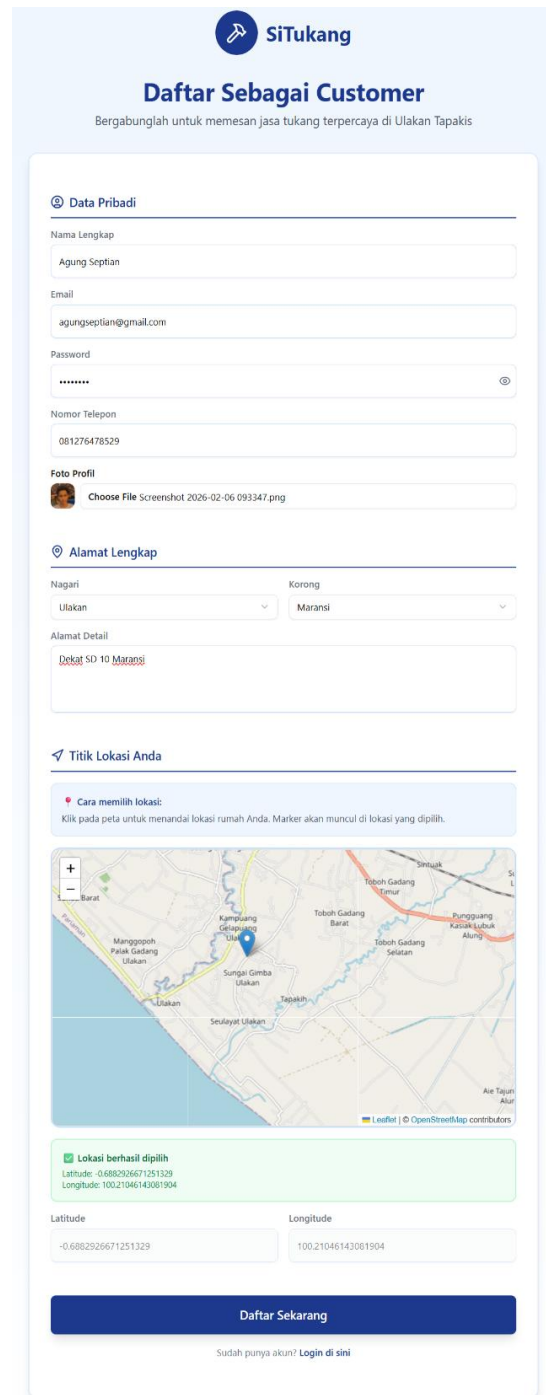 SiTukang
Daftar Sebagai Customer
Bergabunglah untuk memesan jasa tukang terpercaya di Ulakan Tapakis
Data Pribadi
Nama Lengkap
Agung Septian
Email
agungseptian@gmail.com
Password
••••••••
Nomor Telepon
081276478529
Foto Profil
Choose File Screenshot 2026-02-06 093347.png
Alamat Lengkap
Nagari
Korong
Ulakan
Maransi
Alamat Detail
Dekat SD 10 Maransi
Titik Lokasi Anda
Cara memilih lokasi:
Klik pada peta untuk menandai lokasi rumah Anda. Marker akan muncul di lokasi yang dipilih.
+
−
Barat
Sintuak
Toboh Gadang
Timur
Kampuang
Gelapuang
Toboh Gadang
Barat
Pungguang
Kasiak Lubuk
Alung
Manggopoh
Palak Gadang
Ulakan
Toboh Gadang
Selatan
Sungai Gimba
Ulakan
Ulakan
Tapakih
Seulayat Ulakan
Aie Tajun
Leaflet | © OpenStreetMap contributors
Lokasi berhasil dipilih
Latitude: -0.6882926671251329
Longitude: 100.21046143081904
Latitude
Longitude
-0.6882926671251329
100.21046143081904
Daftar Sekarang
Sudah punya akun? Login di sini